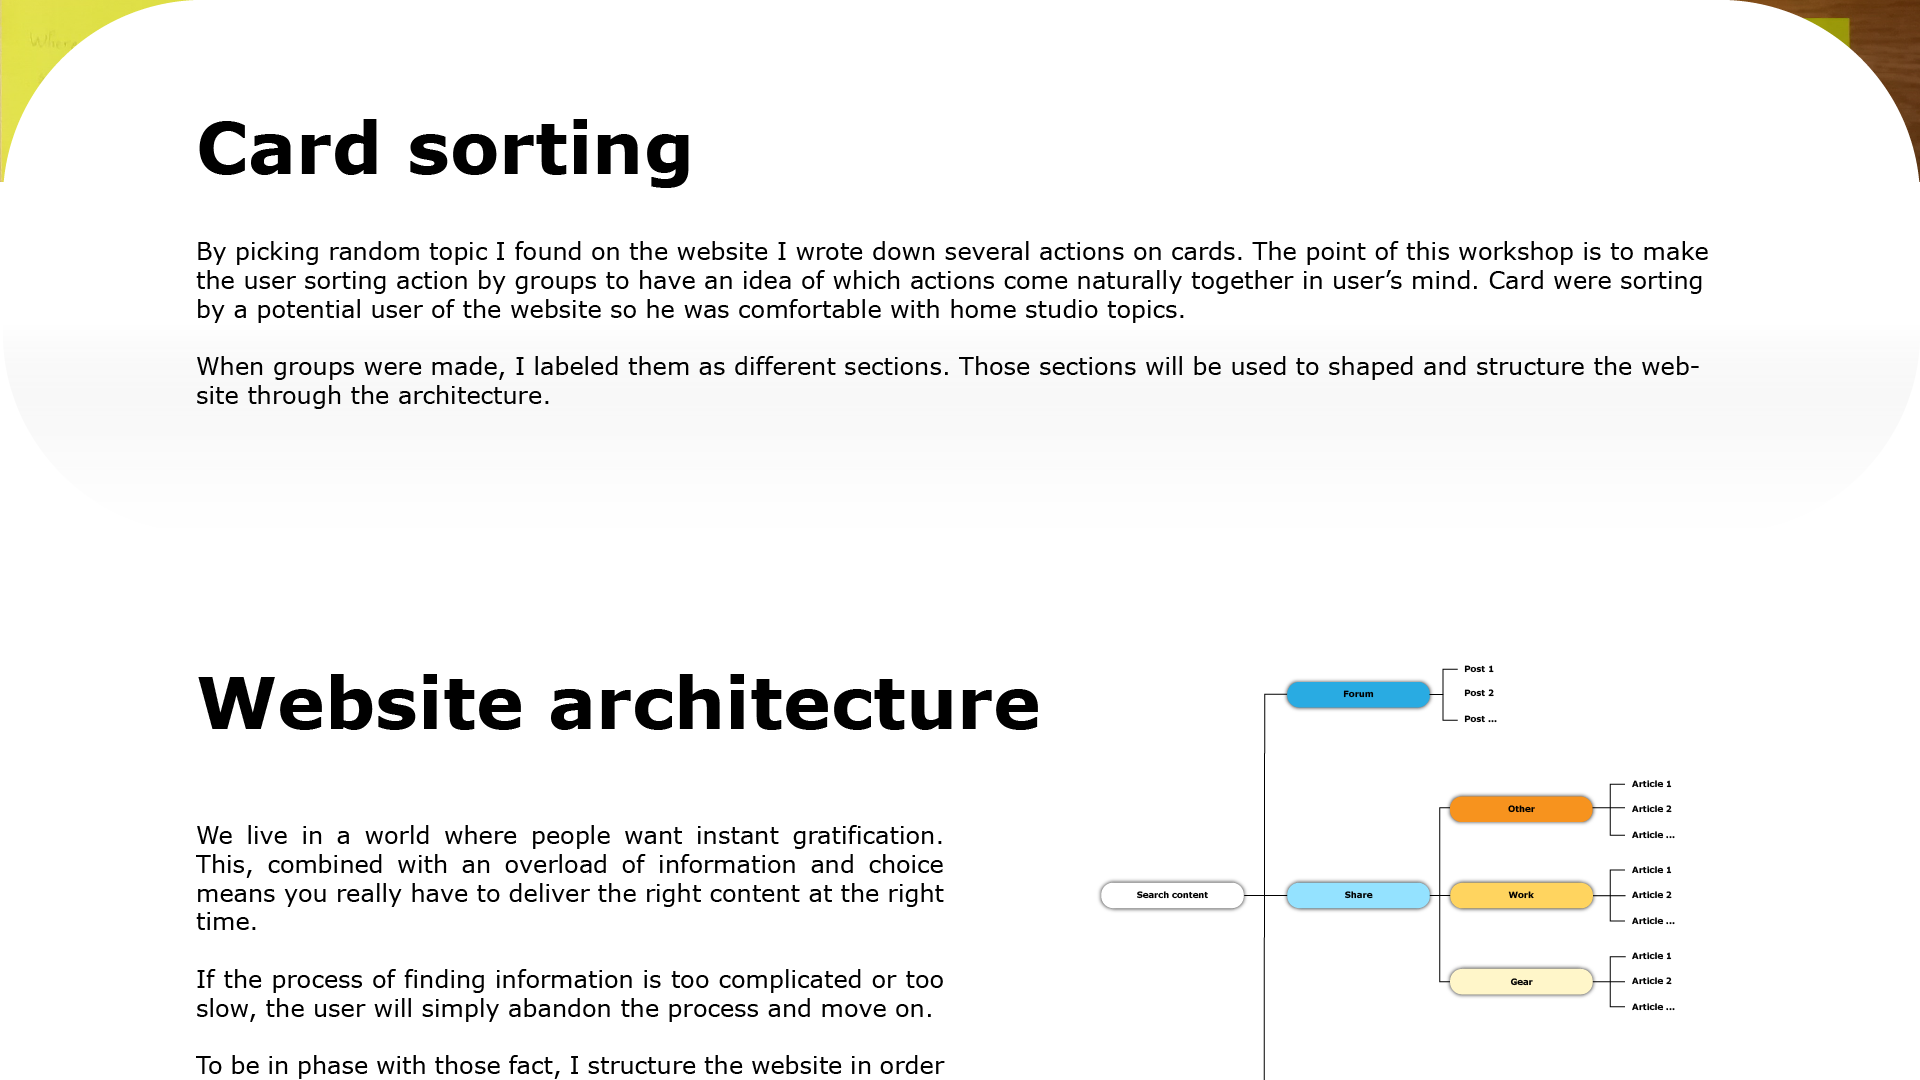 Card sorting
By picking random topic I found on the website I wrote down several actions on cards. The point of this workshop is to make
the user sorting action by groups to have an idea of which actions come naturally together in user’s mind. Card were sorting
by a potential user of the website so he was comfortable with home studio topics.
When groups were made, I labeled them as different sections. Those sections will be used to shaped and structure the web-
site through the architecture.
Website architecture
We live in a world where people want instant gratification.
This, combined with an overload of information and choice
means you really have to deliver the right content at the right
time.
If the process of finding information is too complicated or too
slow, the user will simply abandon the process and move on.
To be in phase with those fact, I structure the website in order
Search content
Forum
Post 1
Post 2
Post ...
Share
Other
Article 1
Article 2
Article ...
Work
Article 1
Article 2
Article ...
Gear
Article 1
Article 2
Article ...